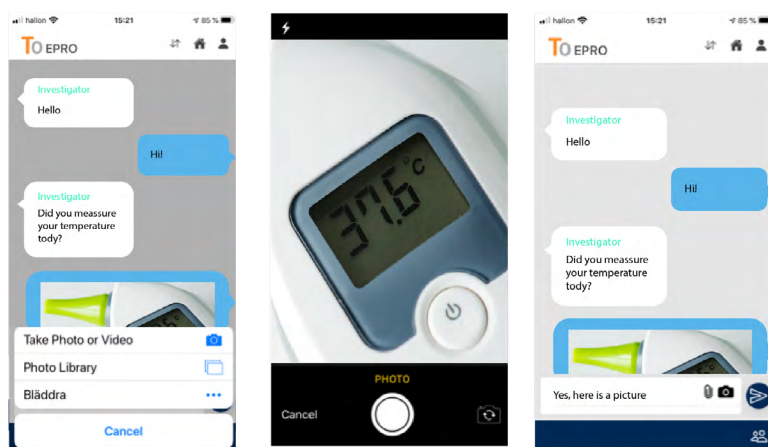 hallon 15:21 85 %
TO EPRO
Investigator
Hello
Hi!
Investigator
Did you meassure
your temperature
tody?
Take Photo or Video
Photo Library
Bläddra
Cancel
37.6°C
PHOTO
Cancel
hallon 15:21 85 %
TO EPRO
Investigator
Hello
Hi!
Investigator
Did you meassure
your temperature
tody?
Yes, here is a picture